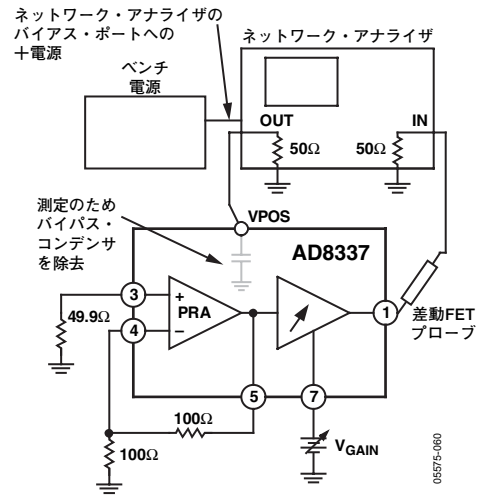 ネットワーク・アナライザの
バイアス・ポートへの
＋電源
ネットワーク・アナライザ
ベンチ
電源
OUT
IN
50Ω
50Ω
測定のため
バイパス・
コンデンサ
を除去
VPOS
AD8337
3
+
PRA
49.9Ω
4
−
1
差動FET
プローブ
5
7
100Ω
100Ω
VGAIN
05575-060